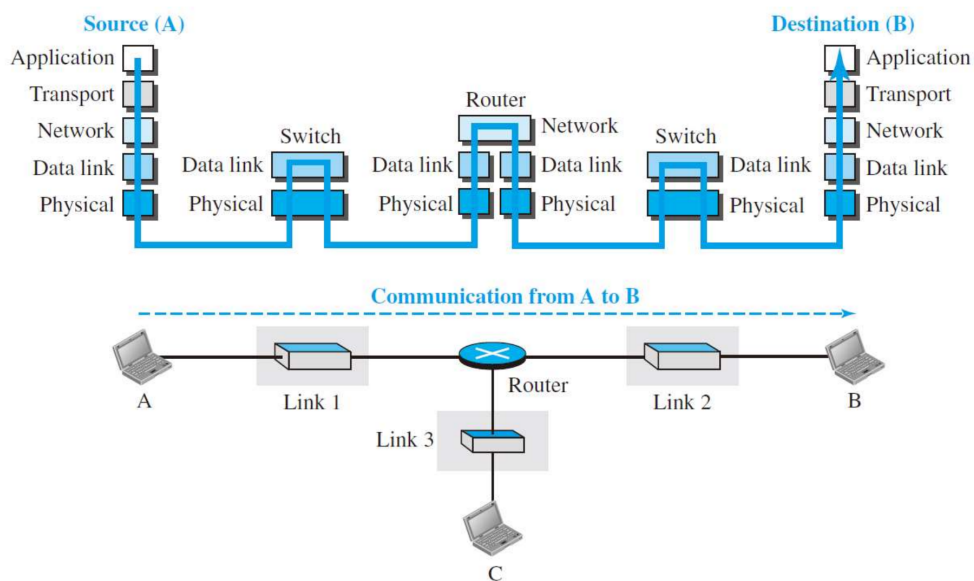 Source (A)
Destination (B)
Application
Application
Transport
Transport
Router
Network
Network
Network
Switch
Switch
Data link
Data link
Data link
Data link
Data link
Data link
Physical
Physical
Physical
Physical
Physical
Physical
Communication from A to B
A
Link 1
Router
Link 2
B
Link 3
C